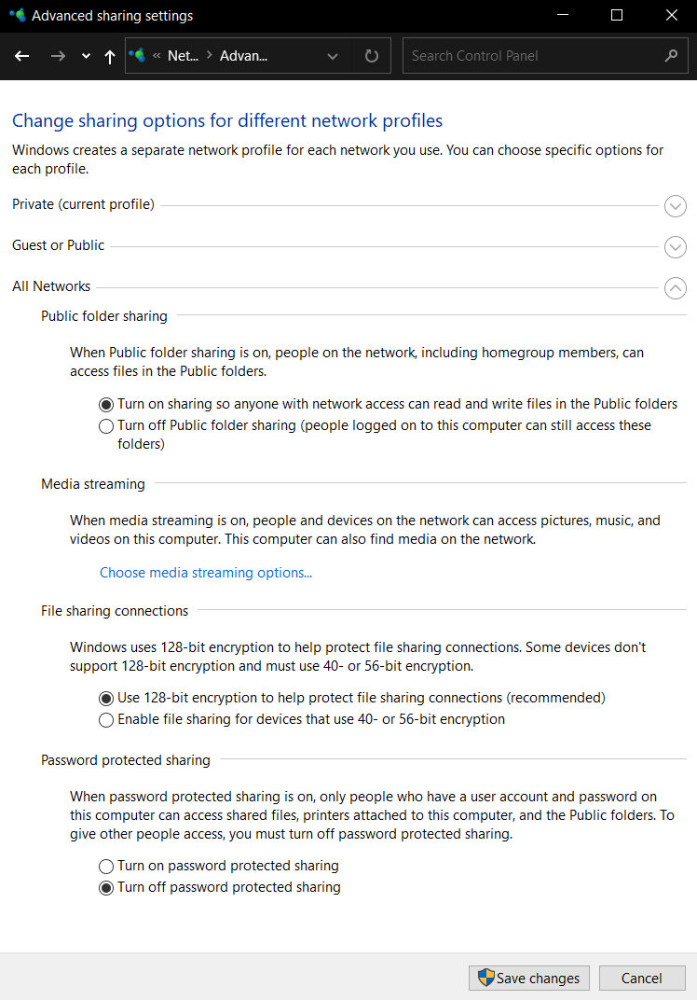 Advanced sharing settings
« Net... > Advan...
Search Control Panel
Change sharing options for different network profiles
Windows creates a separate network profile for each network you use. You can choose specific options for
each profile.
Private (current profile)
Guest or Public
All Networks
Public folder sharing
When Public folder sharing is on, people on the network, including homegroup members, can
access files in the Public folders.
Turn on sharing so anyone with network access can read and write files in the Public folders
Turn off Public folder sharing (people logged on to this computer can still access these
folders)
Media streaming
When media streaming is on, people and devices on the network can access pictures, music, and
videos on this computer. This computer can also find media on the network.
Choose media streaming options...
File sharing connections
Windows uses 128-bit encryption to help protect file sharing connections. Some devices don't
support 128-bit encryption and must use 40- or 56-bit encryption.
Use 128-bit encryption to help protect file sharing connections (recommended)
Enable file sharing for devices that use 40- or 56-bit encryption
Password protected sharing
When password protected sharing is on, only people who have a user account and password on
this computer can access shared files, printers attached to this computer, and the Public folders. To
give other people access, you must turn off password protected sharing.
Turn on password protected sharing
Turn off password protected sharing
Save changes
Cancel